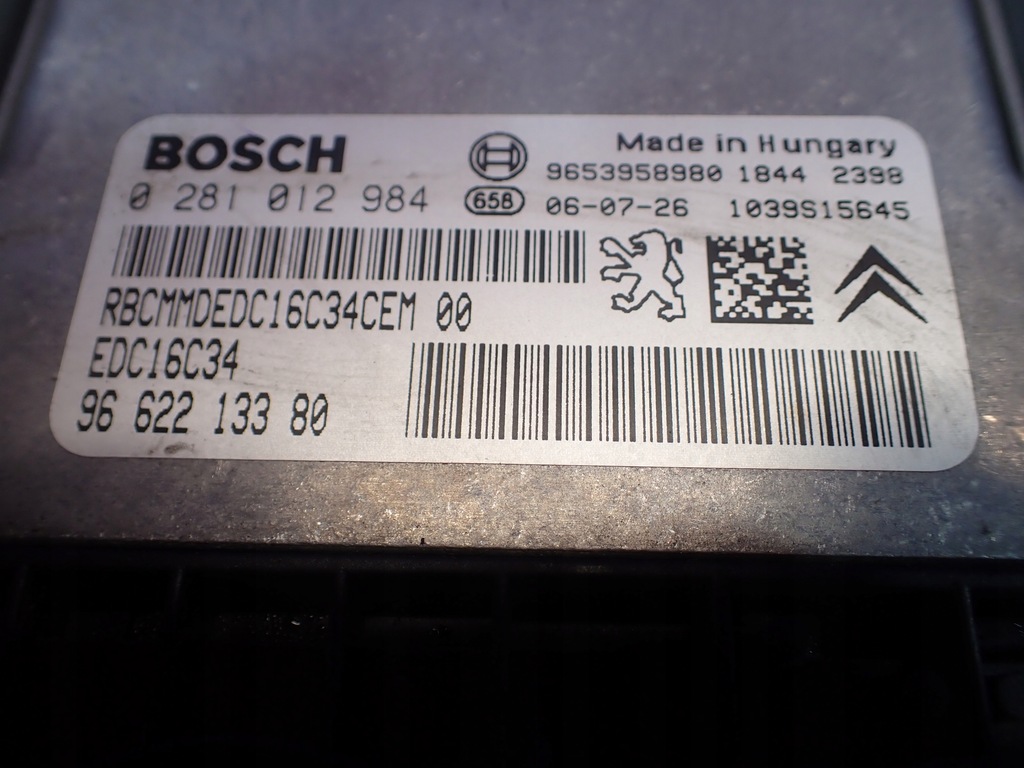 BOSCH
Made in Hungary
9653958980 1844 2398
0 281 012 984
658
06-07-26 1039S15645
RBCMMDEDC16C34CEM 00
EDC16C34
96 622 133 80